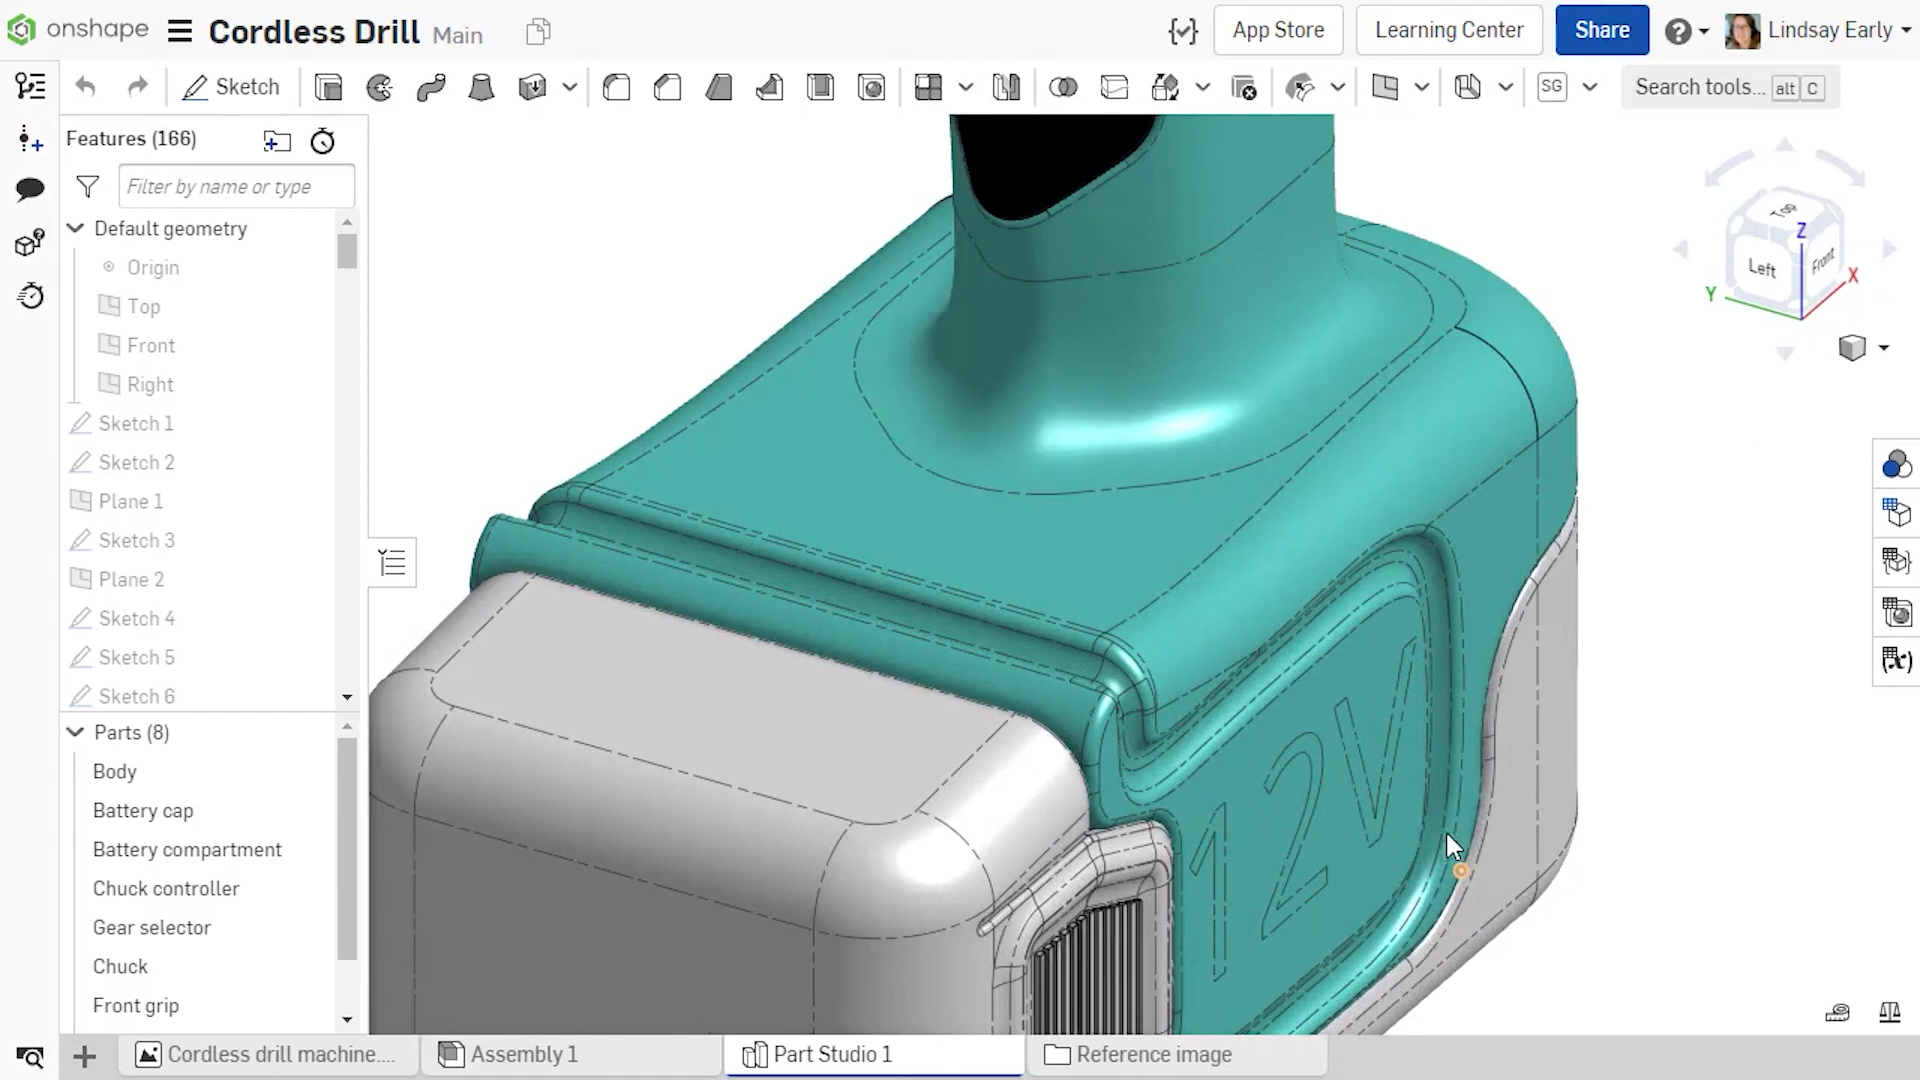 onshape
Cordless Drill Main
App Store
Learning Center
Share
Lindsay Early
Sketch
SG
Search tools... alt C
Features (166)
Filter by name or type
Default geometry
Origin
Top
Front
Right
Sketch 1
Sketch 2
Plane 1
Sketch 3
Plane 2
Sketch 4
Sketch 5
Sketch 6
Parts (8)
Body
Battery cap
Battery compartment
Chuck controller
Gear selector
Chuck
Front grip
12V
Top
Left
Front
Z
Y
X
(x)
Cordless drill machine....
Assembly 1
Part Studio 1
Reference image